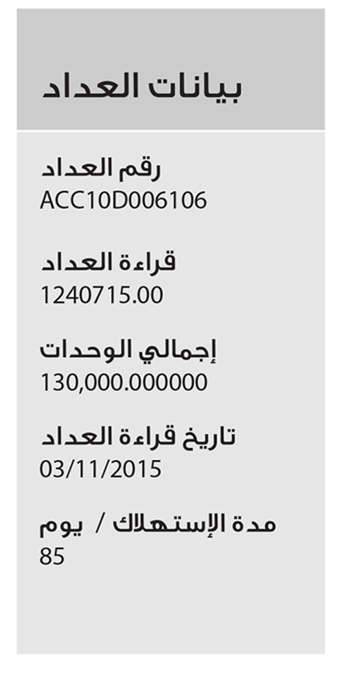 بيانات العداد
رقم العداد
ACC10D006106
قراءة العداد
1240715.00
إجمالي الوحدات
130,000.000000
تاريخ قراءة العداد
03/11/2015
مدة الإستهلاك / يوم
85